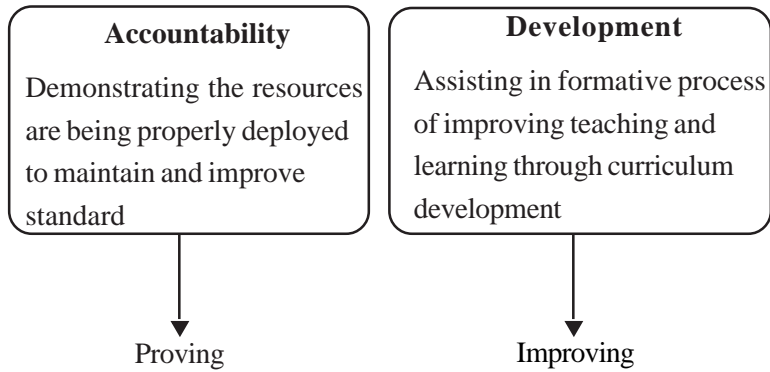 Accountability
Demonstrating the resources
are being properly deployed
to maintain and improve
standard
Proving
Development
Assisting in formative process
of improving teaching and
learning through curriculum
development
Improving